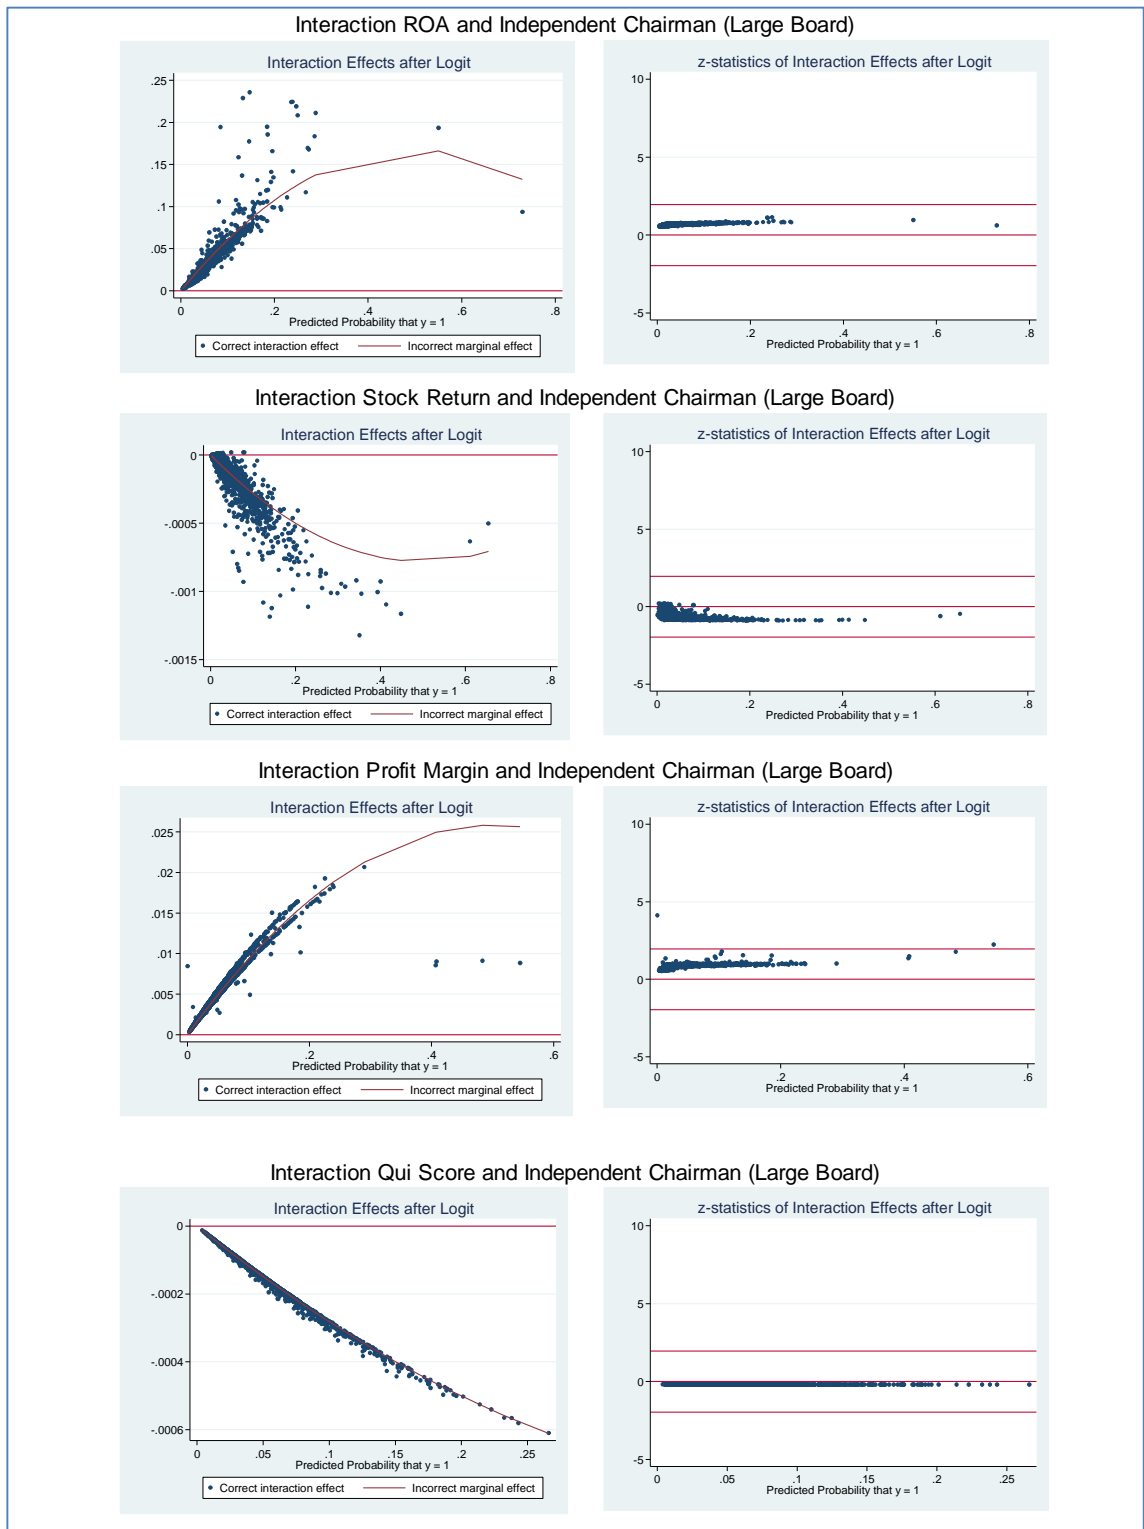 Interaction ROA and Independent Chairman (Large Board)
Interaction Effects after Logit
.25
.2
.15
.1
.05
0
0 .2 .4 .6 .8
Predicted Probability that y = 1
Correct interaction effect Incorrect marginal effect
z-statistics of Interaction Effects after Logit
10
5
0
-5
0 .2 .4 .6 .8
Predicted Probability that y = 1
Interaction Stock Return and Independent Chairman (Large Board)
Interaction Effects after Logit
0
-.0005
-.001
-.0015
0 .2 .4 .6 .8
Predicted Probability that y = 1
Correct interaction effect Incorrect marginal effect
z-statistics of Interaction Effects after Logit
10
5
0
-5
0 .2 .4 .6 .8
Predicted Probability that y = 1
Interaction Profit Margin and Independent Chairman (Large Board)
Interaction Effects after Logit
.025
.02
.015
.01
.005
0
0 .2 .4 .6
Predicted Probability that y = 1
Correct interaction effect Incorrect marginal effect
z-statistics of Interaction Effects after Logit
10
5
0
-5
0 .2 .4 .6
Predicted Probability that y = 1
Interaction Qui Score and Independent Chairman (Large Board)
Interaction Effects after Logit
0
-.0002
-.0004
-.0006
0 .05 .1 .15 .2 .25
Predicted Probability that y = 1
Correct interaction effect Incorrect marginal effect
z-statistics of Interaction Effects after Logit
10
5
0
-5
0 .05 .1 .15 .2 .25
Predicted Probability that y = 1